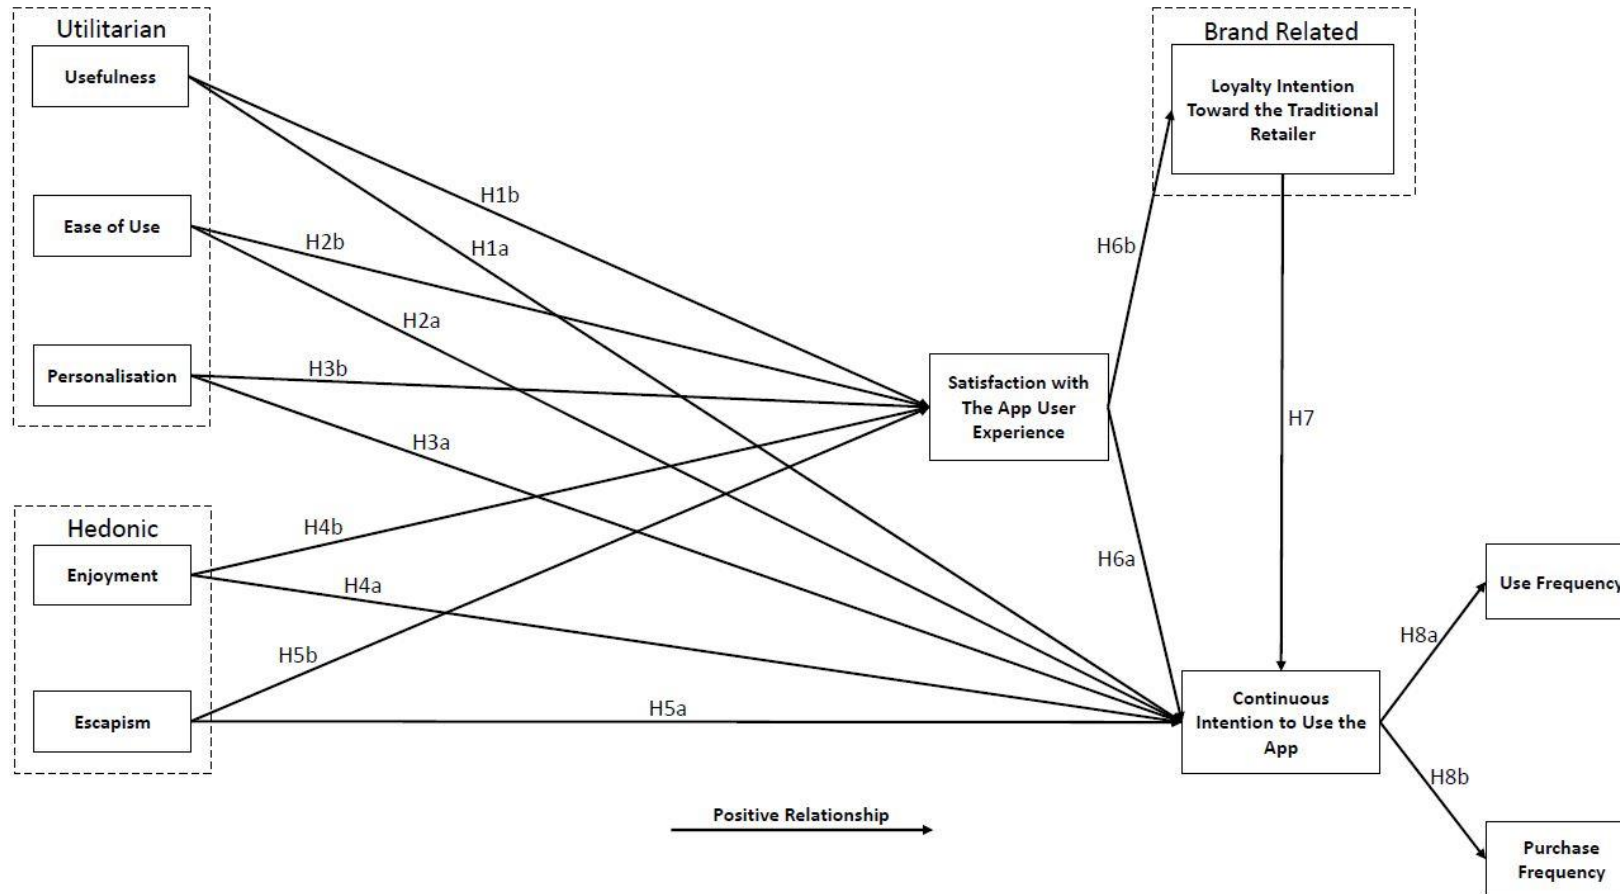 Utilitarian
Usefulness
Ease of Use
Personalisation
Hedonic
Enjoyment
Escapism
H1b
H1a
H2b
H2a
H3b
H3a
H4b
H4a
H5b
H5a
Satisfaction with
The App User
Experience
H6b
H6a
Brand Related
Loyalty Intention
Toward the Traditional
Retailer
H7
Continuous
Intention to Use the
App
H8a
H8b
Use Frequency
Purchase
Frequency
Positive Relationship